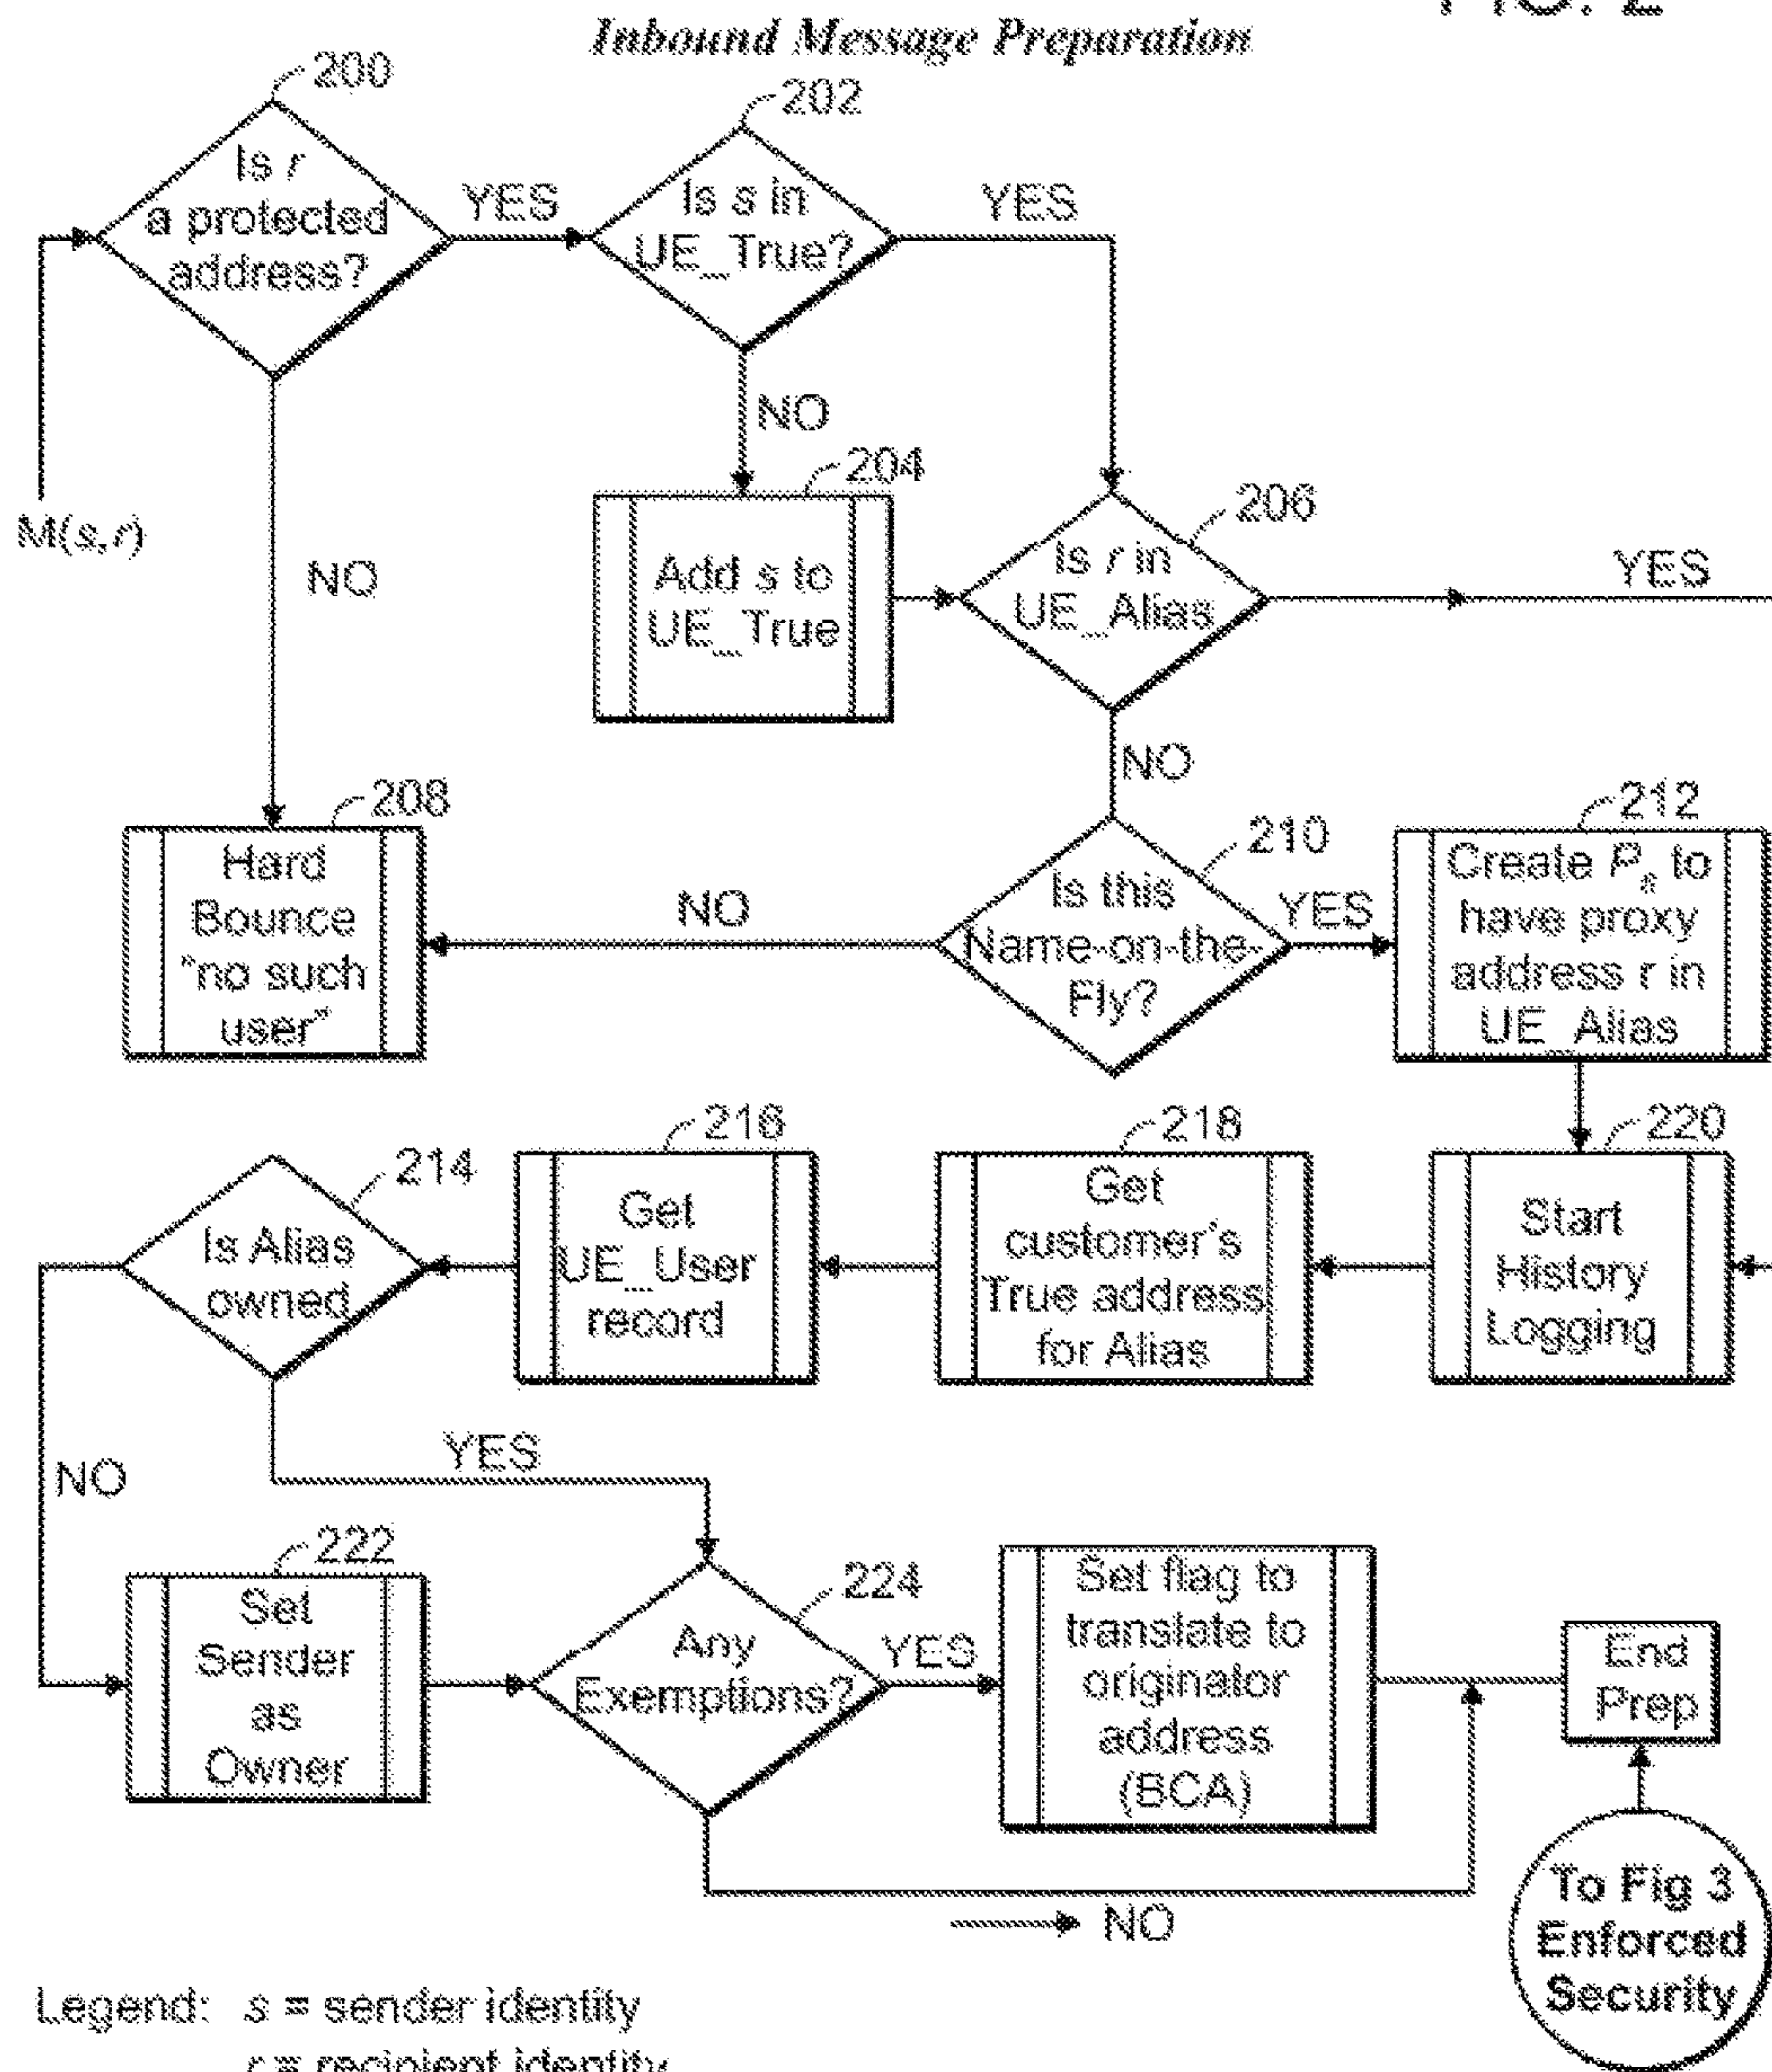 FIG. 2
Inbound Message Preparation
200
Is r
a protected
address?
YES
202
Is s in
UE_True?
YES
NO
NO
M(s,r)
204
Add s to
UE_True
206
Is r in
UE_Alias
YES
NO
208
Hard
Bounce
"no such
user"
NO
210
Is this
Name-on-the-
Fly?
YES
212
Create Ps to
have proxy
address r in
UE_Alias
214
Is Alias
owned
216
Get
UE_User
record
218
Get
customer's
True address
for Alias
220
Start
History
Logging
NO
YES
222
Set
Sender
as
Owner
224
Any
Exemptions?
YES
Set flag to
translate to
originator
address
(BCA)
End
Prep
NO
To Fig 3
Enforced
Security
Legend: s = sender identity
r = recipient identity